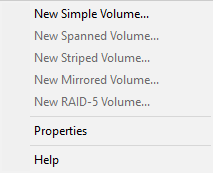 New Simple Volume...
New Spanned Volume...
New Striped Volume...
New Mirrored Volume...
New RAID-5 Volume...
Properties
Help